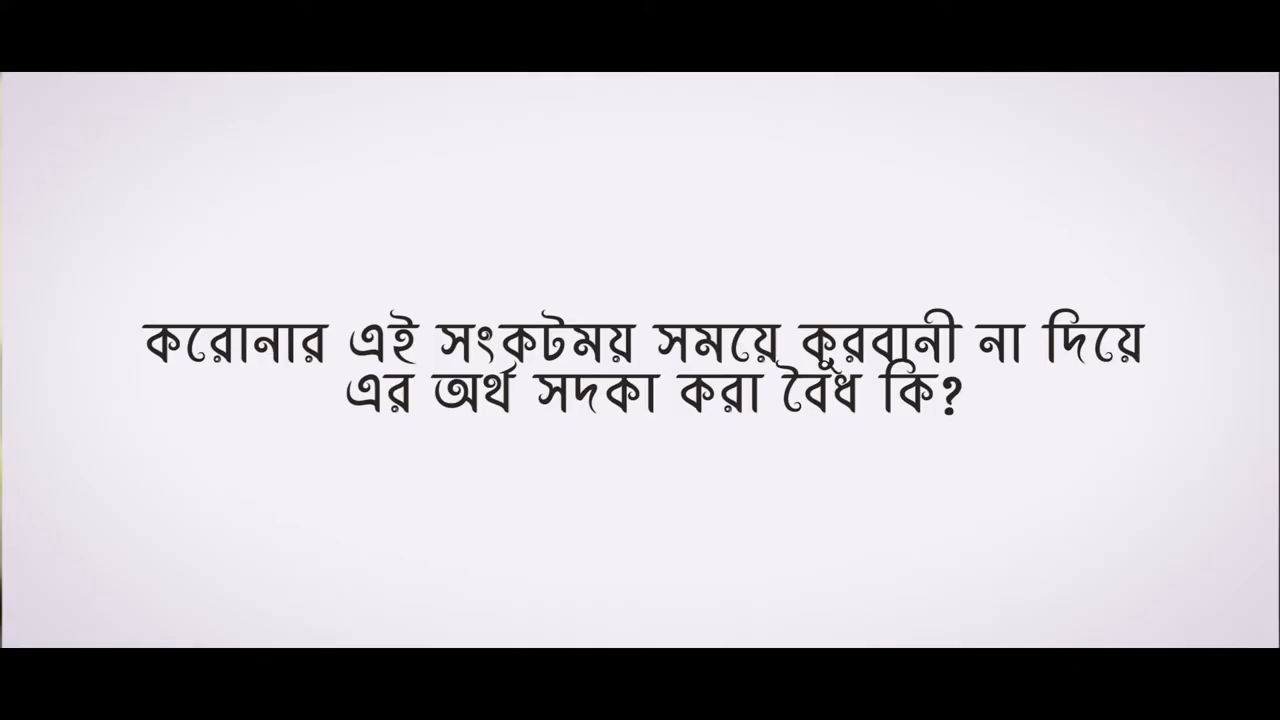 করোনার এই সংকটময় সময়ে কুরবানী না দিয়ে
এর অর্থ সদকা করা বৈধ কি?